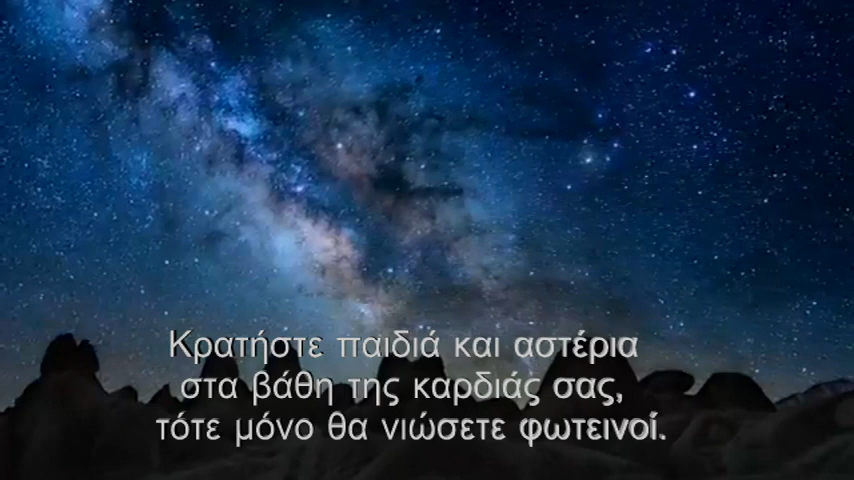 Κρατήστε παιδιά και αστέρια
στα βάθη της καρδιάς σας,
τότε μόνο θα νιώσετε φωτεινοί.